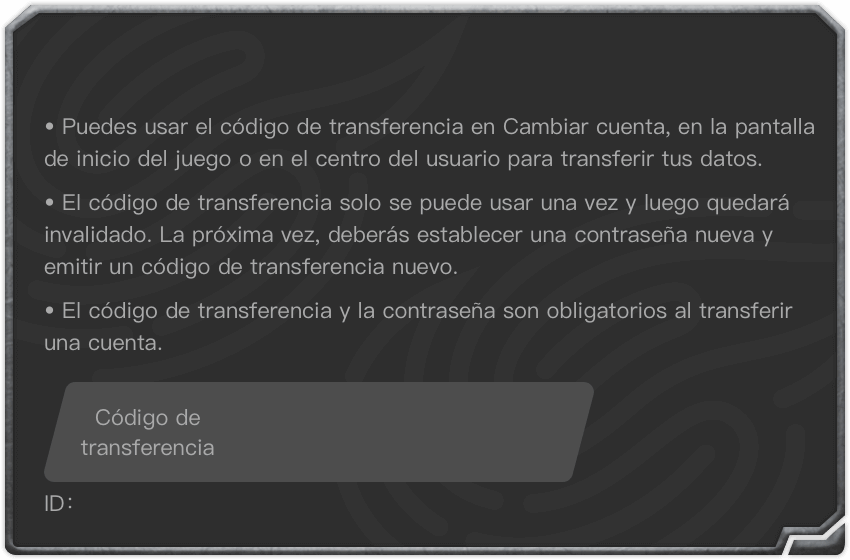 • Puedes usar el código de transferencia en Cambiar cuenta, en la pantalla
de inicio del juego o en el centro del usuario para transferir tus datos.
• El código de transferencia solo se puede usar una vez y luego quedará
invalidado. La próxima vez, deberás establecer una contraseña nueva y
emitir un código de transferencia nuevo.
• El código de transferencia y la contraseña son obligatorios al transferir
una cuenta.
Código de
transferencia
ID: